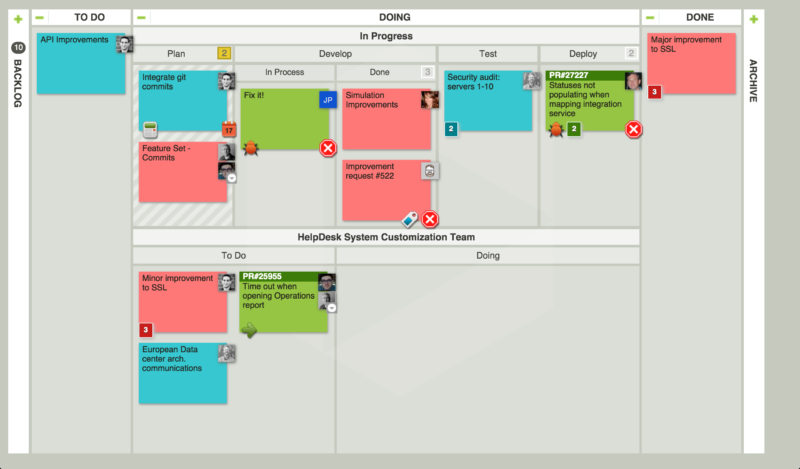 TO DO
DOING
DONE
10
BACKLOG
ARCHIVE
API Improvements
In Progress
Plan
2
Develop
Test
Deploy
2
In Process
Done
3
Integrate git
commits
17
Feature Set -
Commits
Fix it!
JP
Simulation
Improvements
Improvement
request #522
Security audit:
servers 1-10
2
PR#27227
Statuses not
populating when
mapping integration
service
2
Major improvement
to SSL
3
HelpDesk System Customization Team
To Do
Doing
Minor improvement
to SSL
3
PR#25955
Time out when
opening Operations
report
European Data
center arch.
communications